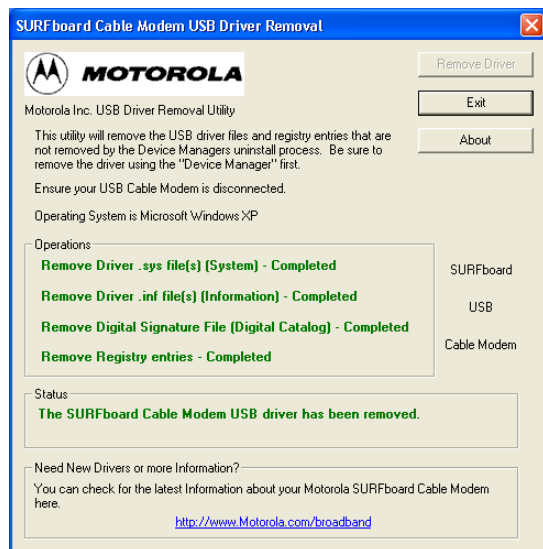 SURFboard Cable Modem USB Driver Removal
MOTOROLA
Remove Driver
Exit
About
Motorola Inc. USB Driver Removal Utility
This utility will remove the USB driver files and registry entries that are
not removed by the Device Managers uninstall process. Be sure to
remove the driver using the "Device Manager" first.
Ensure your USB Cable Modem is disconnected.
Operating System is Microsoft Windows XP
Operations
Remove Driver .sys file(s) (System) - Completed
Remove Driver .inf file(s) (Information) - Completed
Remove Digital Signature File (Digital Catalog) - Completed
Remove Registry entries - Completed
SURFboard
USB
Cable Modem
Status
The SURFboard Cable Modem USB driver has been removed.
Need New Drivers or more Information?
You can check for the latest Information about your Motorola SURFboard Cable Modem
here.
http://www.Motorola.com/broadband